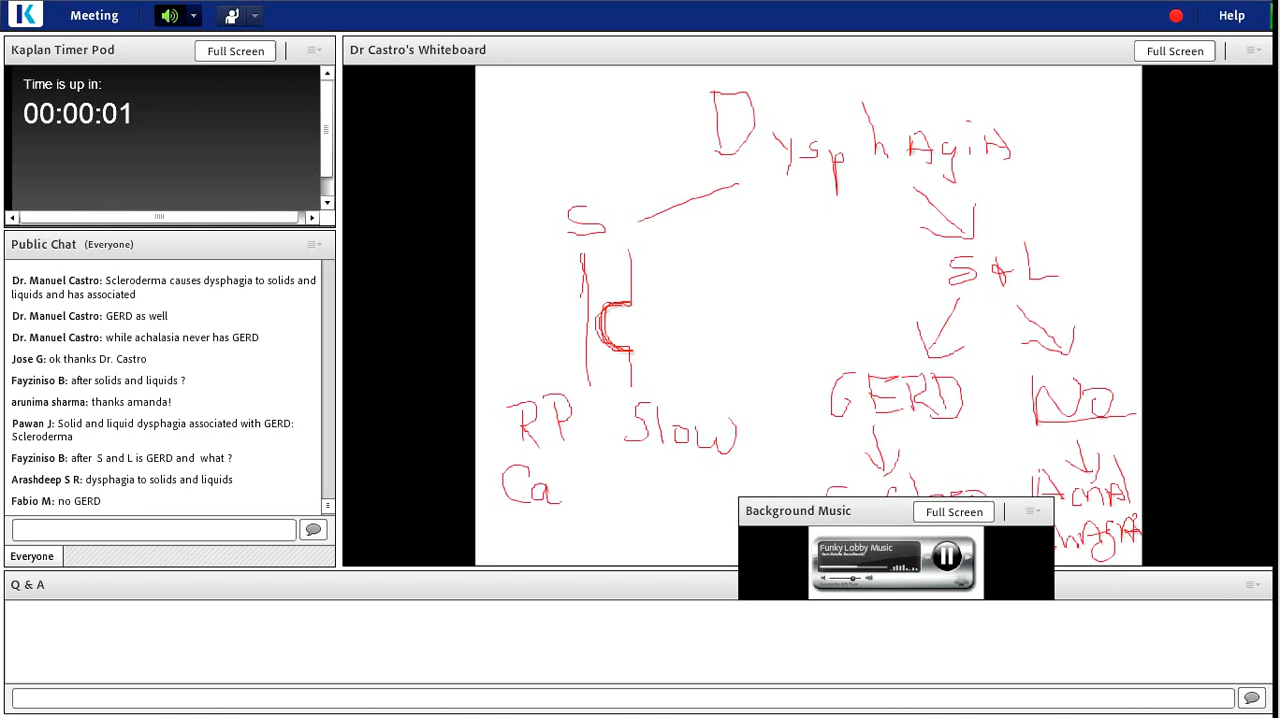 Meeting
Help
Kaplan Timer Pod
Full Screen
Time is up in:
00:00:01
Public Chat (Everyone)
Dr. Manuel Castro: Scleroderma causes dysphagia to solids and
liquids and has associated
Dr. Manuel Castro: GERD as well
Dr. Manuel Castro: while achalasia never has GERD
Jose G: ok thanks Dr. Castro
Fayziniso B: after solids and liquids ?
arunima sharma: thanks amanda!
Pawan J: Solid and liquid dysphagia associated with GERD:
Scleroderma
Fayziniso B: after S and L is GERD and what ?
Arashdeep S R: dysphagia to solids and liquids
Fabio M: no GERD
Everyone
Dr Castro's Whiteboard
Full Screen
DysphAgiA
S
S + L
GERD
No
RP Slow
Ca
Background Music
Full Screen
Funky Lobby Music
Q & A